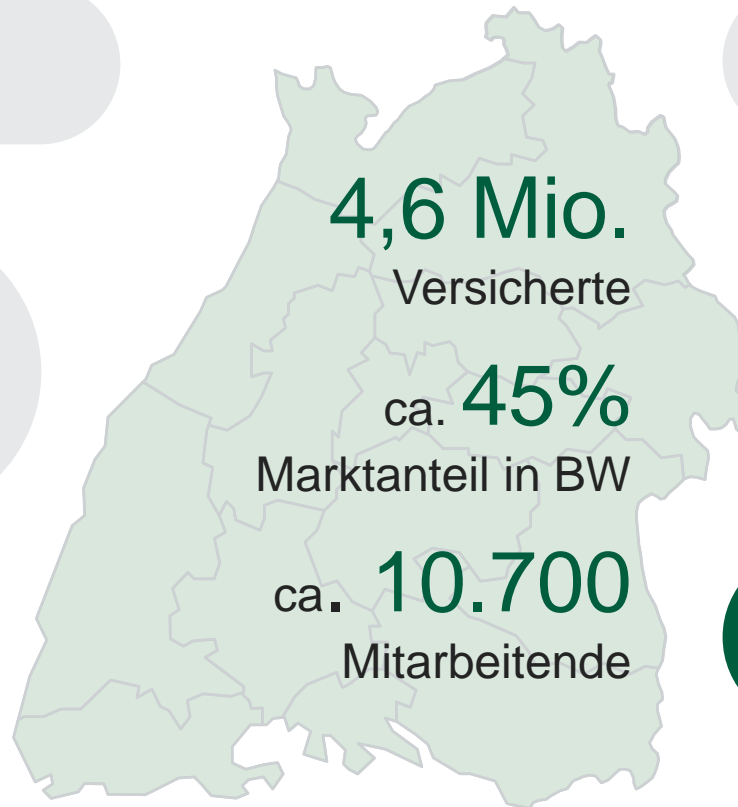 4,6 Mio.
Versicherte
ca. 45%
Marktanteil in BW
ca. 10.700
Mitarbeitende